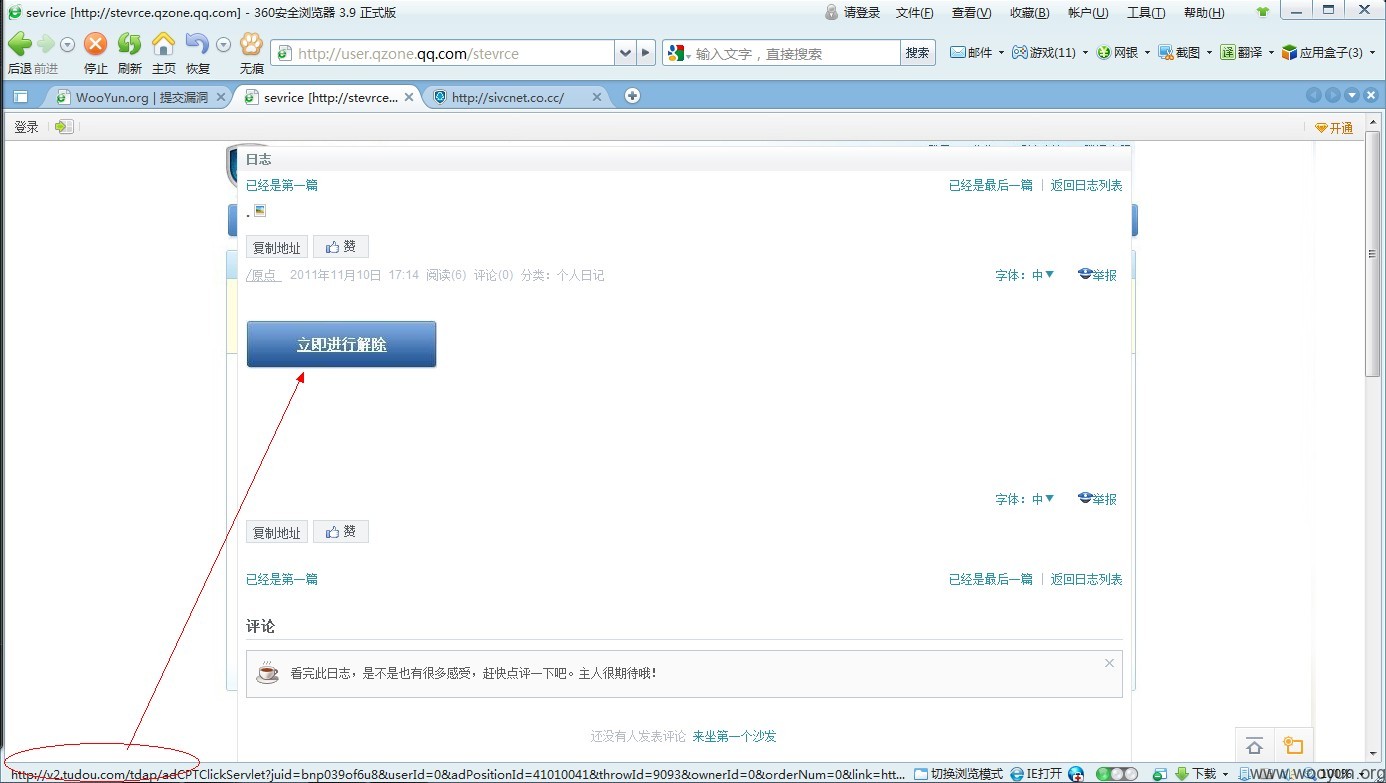 sevrice [http://stevrce.qzone.qq.com] - 360安全浏览器 3.9 正式版
请登录 文件(F) 查看(V) 收藏(B) 帐户(U) 工具(T) 帮助(H)
后退 前进 停止 刷新 主页 恢复 无痕
http://user.qzone.qq.com/stevrce
输入文字，直接搜索
搜索
邮件 游戏(11) 网银 截图 翻译 应用盒子(3)
WooYun.org | 提交漏洞
sevrice [http://stevrce...
http://sivcnet.co.cc/
登录
开通
日志
已经是第一篇
已经是最后一篇 | 返回日志列表
.
复制地址 赞
/原点 2011年11月10日 17:14 阅读(6) 评论(0) 分类：个人日记
字体：中▼ 举报
立即进行解除
字体：中▼ 举报
复制地址 赞
已经是第一篇
已经是最后一篇 | 返回日志列表
评论
看完此日志，是不是也有很多感受，赶快点评一下吧。主人很期待哦！
还没有人发表评论 来坐第一个沙发
http://v2.tudou.com/tdap/adCPTClickServlet?juid=bnp039of6u8&userId=0&adPositionId=41010041&throwId=9093&ownerId=0&orderNum=0&link=htt...
切换浏览模式 IE打开 下载 100%
www.wooyun.org